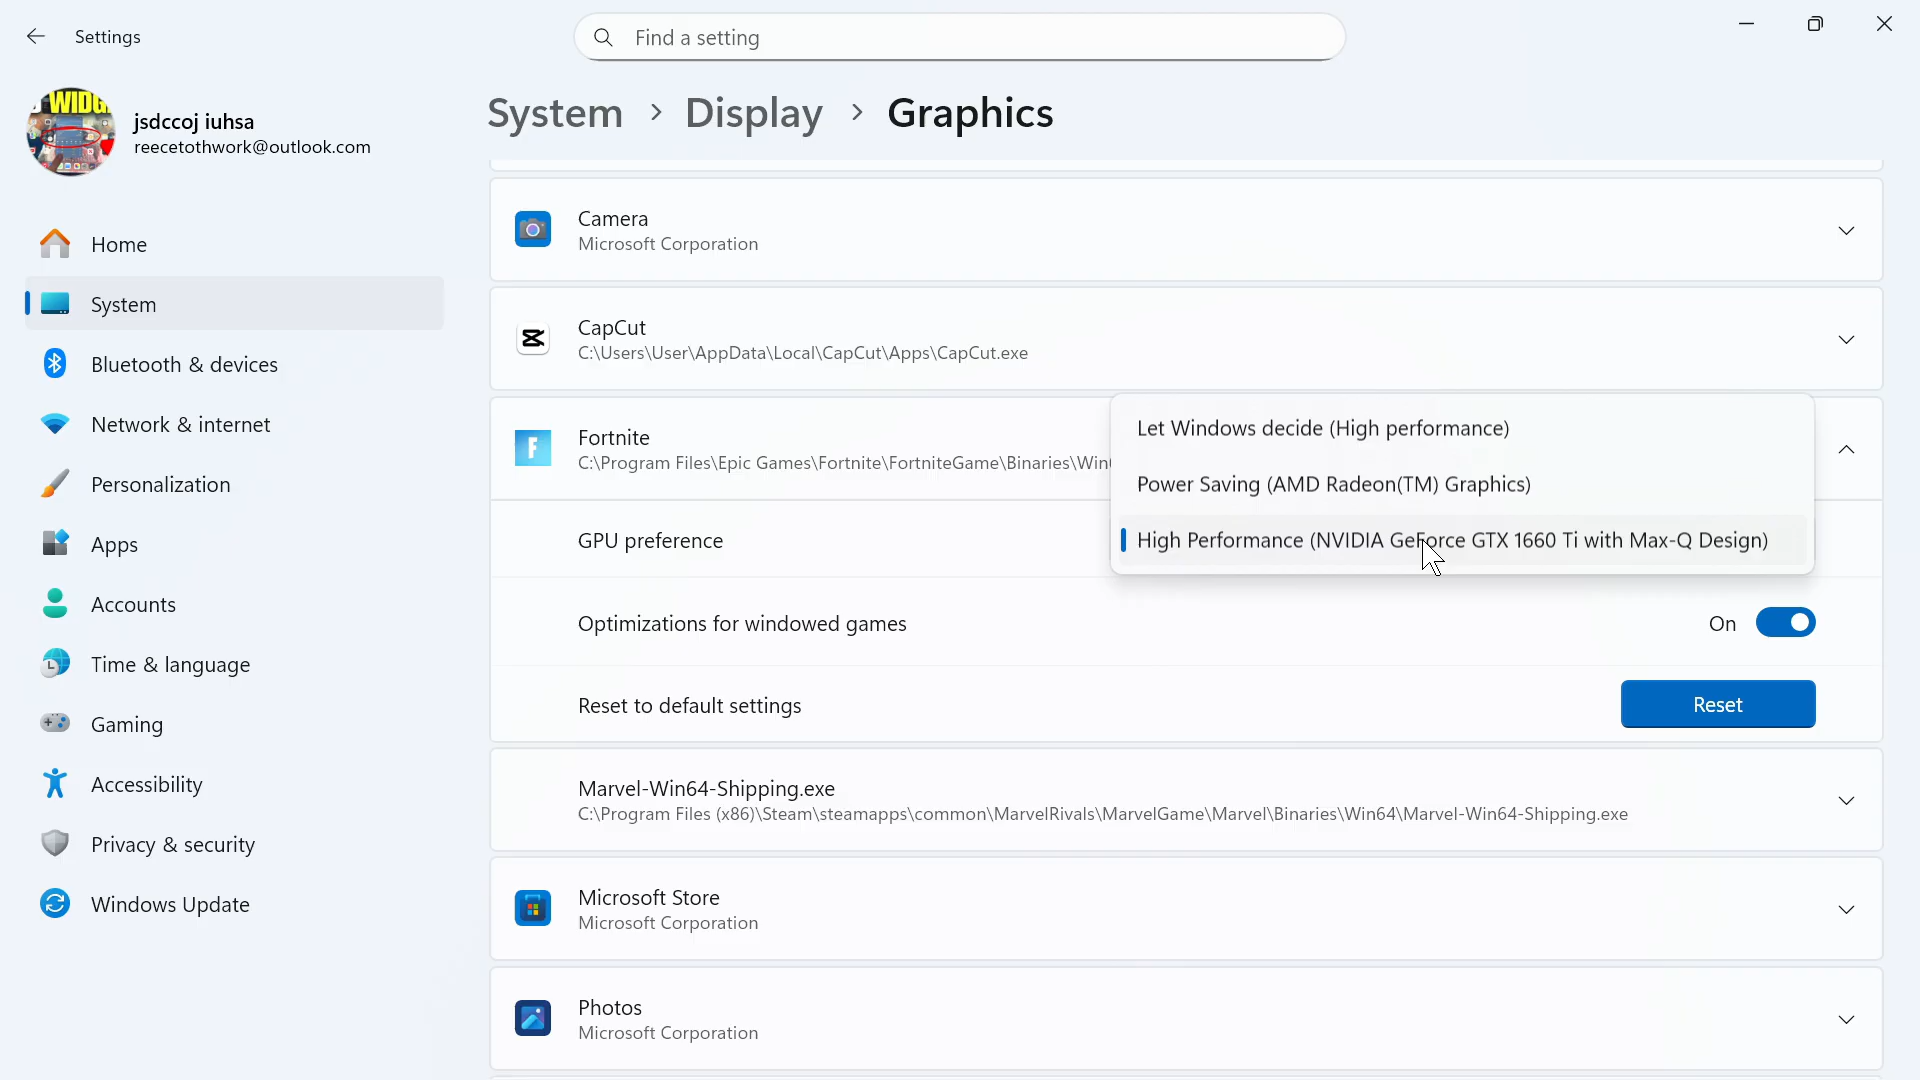 Settings
Find a setting
WIDG
jsdccoj iuhsa
reecetothwork@outlook.com
System > Display > Graphics
Home
System
Bluetooth & devices
Network & internet
Personalization
Apps
Accounts
Time & language
Gaming
Accessibility
Privacy & security
Windows Update
Camera
Microsoft Corporation
CapCut
C:\Users\User\AppData\Local\CapCut\Apps\CapCut.exe
F
Fortnite
C:\Program Files\Epic Games\Fortnite\FortniteGame\Binaries\Win
Let Windows decide (High performance)
Power Saving (AMD Radeon(TM) Graphics)
High Performance (NVIDIA GeForce GTX 1660 Ti with Max-Q Design)
GPU preference
Optimizations for windowed games
On
Reset to default settings
Reset
Marvel-Win64-Shipping.exe
C:\Program Files (x86)\Steam\steamapps\common\MarvelRivals\MarvelGame\Marvel\Binaries\Win64\Marvel-Win64-Shipping.exe
Microsoft Store
Microsoft Corporation
Photos
Microsoft Corporation